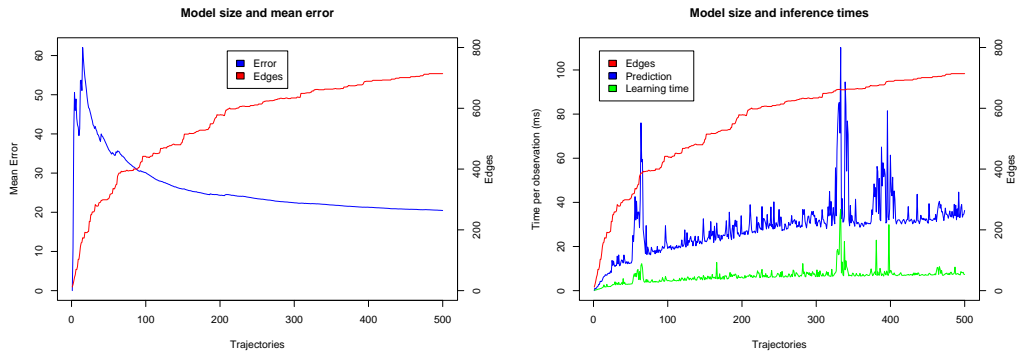 Model size and mean error
Error
Edges
Mean Error
0
10
20
30
40
50
60
Edges
0
200
400
600
800
0
100
200
300
400
500
Trajectories
Model size and inference times
Edges
Prediction
Learning time
Time per observation (ms)
0
20
40
60
80
100
Edges
0
200
400
600
800
0
100
200
300
400
500
Trajectories